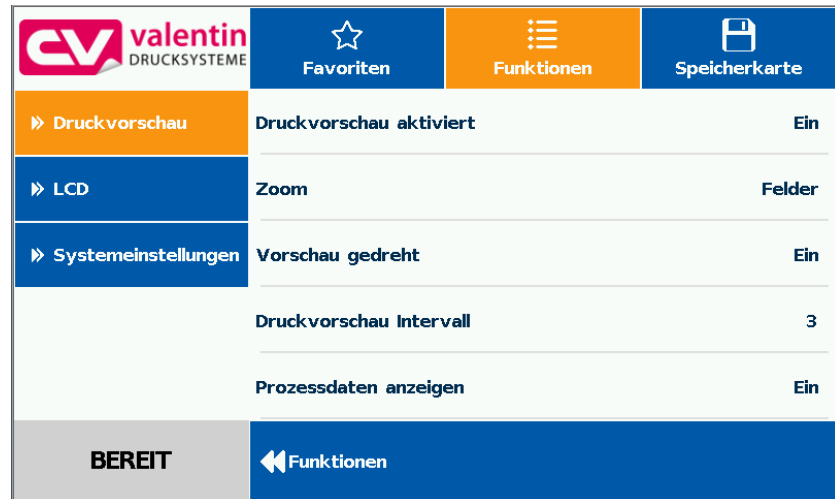 valentin
DRUCKSYSTEME
Favoriten
Funktionen
Speicherkarte
Druckvorschau
Druckvorschau aktiviert Ein
LCD
Zoom Felder
Systemeinstellungen
Vorschau gedreht Ein
Druckvorschau Intervall 3
Prozessdaten anzeigen Ein
BEREIT
Funktionen